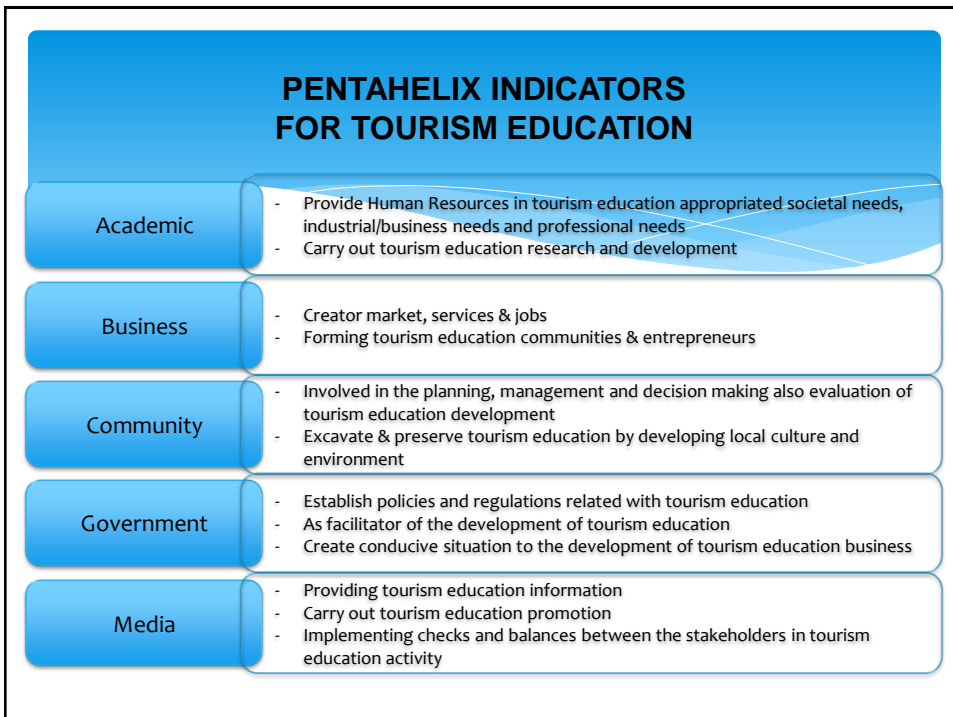 PENTAHELIX INDICATORS
FOR TOURISM EDUCATION
Academic
- Provide Human Resources in tourism education appropriated societal needs,
industrial/business needs and professional needs
- Carry out tourism education research and development
Business
- Creator market, services & jobs
- Forming tourism education communities & entrepreneurs
Community
- Involved in the planning, management and decision making also evaluation of
tourism education development
- Excavate & preserve tourism education by developing local culture and
environment
Government
- Establish policies and regulations related with tourism education
- As facilitator of the development of tourism education
- Create conducive situation to the development of tourism education business
Media
- Providing tourism education information
- Carry out tourism education promotion
- Implementing checks and balances between the stakeholders in tourism
education activity